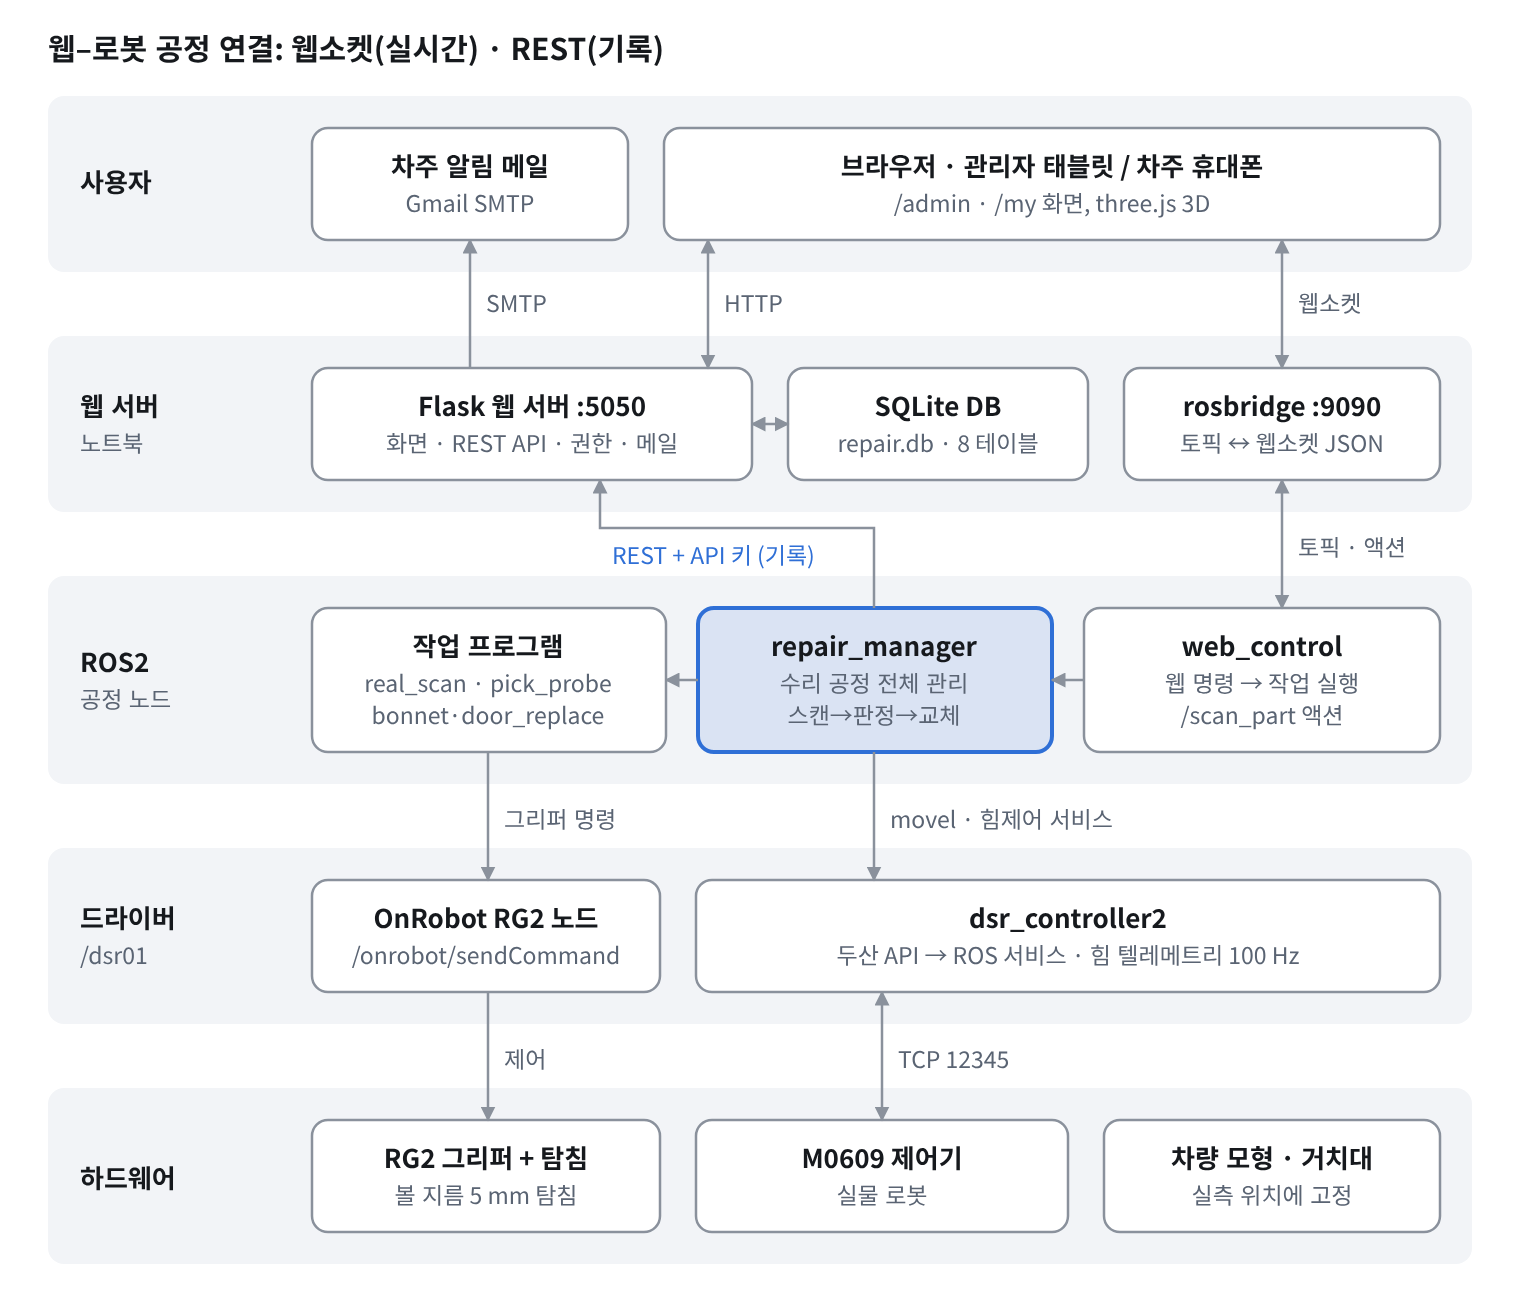 웹–로봇 공정 연결: 웹소켓(실시간) · REST(기록)
사용자
차주 알림 메일
Gmail SMTP
브라우저 · 관리자 태블릿 / 차주 휴대폰
/admin · /my 화면, three.js 3D
SMTP
HTTP
웹소켓
웹 서버
노트북
Flask 웹 서버 :5050
화면 · REST API · 권한 · 메일
SQLite DB
repair.db · 8 테이블
rosbridge :9090
토픽 ↔ 웹소켓 JSON
REST + API 키 (기록)
토픽 · 액션
ROS2
공정 노드
작업 프로그램
real_scan · pick_probe
bonnet·door_replace
repair_manager
수리 공정 전체 관리
스캔→판정→교체
web_control
웹 명령 → 작업 실행
/scan_part 액션
그리퍼 명령
movel · 힘제어 서비스
드라이버
/dsr01
OnRobot RG2 노드
/onrobot/sendCommand
dsr_controller2
두산 API → ROS 서비스 · 힘 텔레메트리 100 Hz
제어
TCP 12345
하드웨어
RG2 그리퍼 + 탐침
볼 지름 5 mm 탐침
M0609 제어기
실물 로봇
차량 모형 · 거치대
실측 위치에 고정